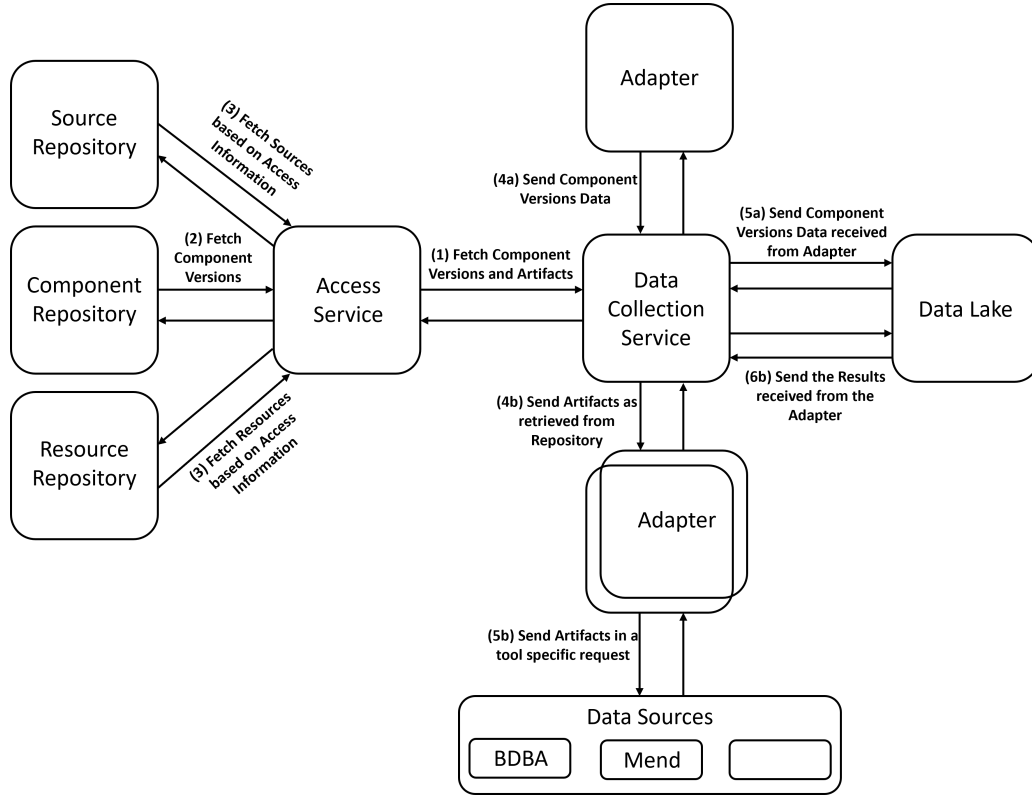 Adapter
Source
Repository
(3) Fetch Sources
based on Access
Information
(4a) Send Component
Versions Data
(5a) Send Component
Versions Data received
from Adapter
(2) Fetch
Component
Versions
(1) Fetch Component
Versions and Artifacts
Component
Repository
Access
Service
Data
Collection
Service
Data Lake
(6b) Send the Results
received from the
Adapter
(4b) Send Artifacts as
retrieved from
Repository
Resource
Repository
(3) Fetch Resources
based on Access
Information
Adapter
(5b) Send Artifacts in a
tool specific request
Data Sources
BDBA
Mend